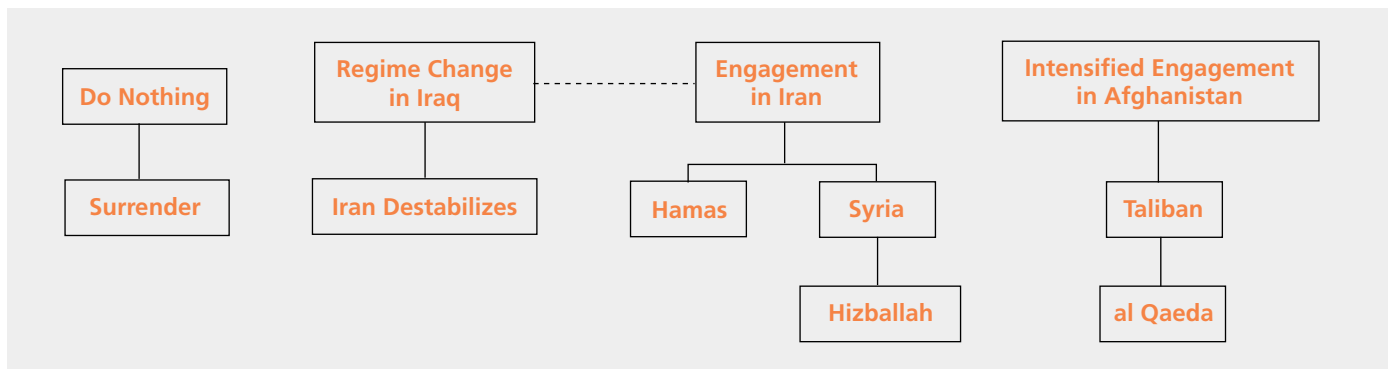 Do Nothing
Surrender
Regime Change
in Iraq
Iran Destabilizes
Engagement
in Iran
Hamas
Syria
Hizballah
Intensified Engagement
in Afghanistan
Taliban
al Qaeda